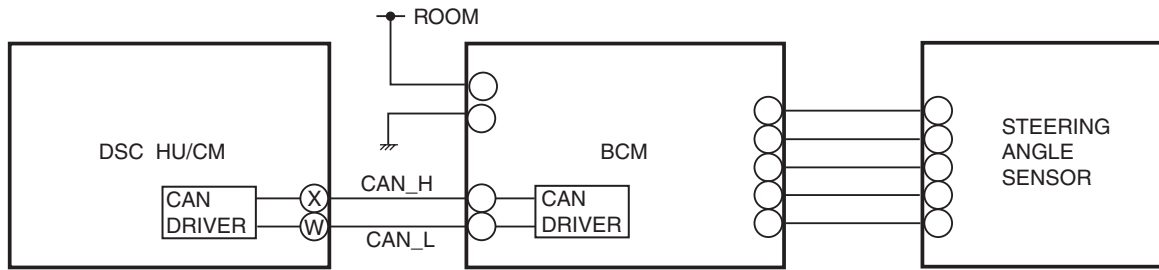 ROOM
DSC HU/CM
BCM
STEERING
ANGLE
SENSOR
CAN
DRIVER
X
W
CAN_H
CAN_L
CAN
DRIVER